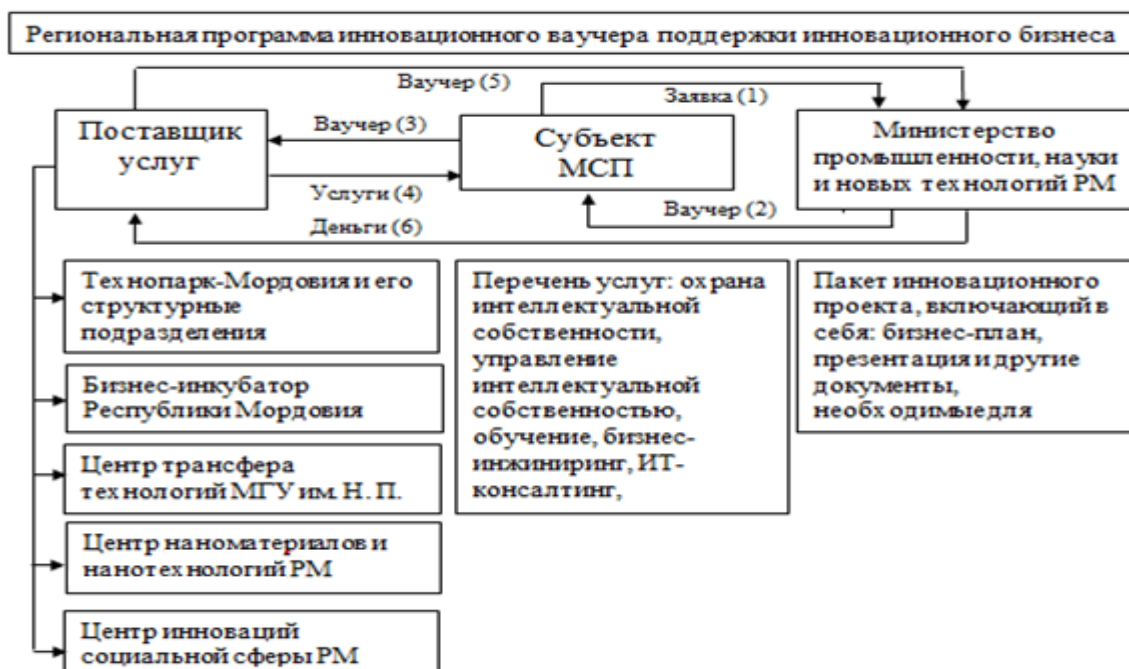 Региональная программа инновационного ваучера поддержки инновационного бизнеса
Ваучер (5)
Заявка (1)
Поставщик
услуг
Ваучер (3)
Услуги (4)
Деньги (6)
Субъект
МСП
Ваучер (2)
Министерство
промышленности, науки
и новых технологий РМ
Технопарк-Мордовия и его
структурные
подразделения
Бизнес-инкубатор
Республики Мордовия
Центр трансфера
технологий МГУ им. Н. П.
Центр наноматериалов и
нанотехнологий РМ
Центр инноваций
социальной сферы РМ
Перечень услуг: охрана
интеллектуальной
собственности,
управление
интеллектуальной
собственностью,
обучение, бизнес-
инжиниринг, ИТ-
консалтинг,
Пакет инновационного
проекта, включающий в
себя: бизнес-план,
презентация и другие
документы,
необходимые для